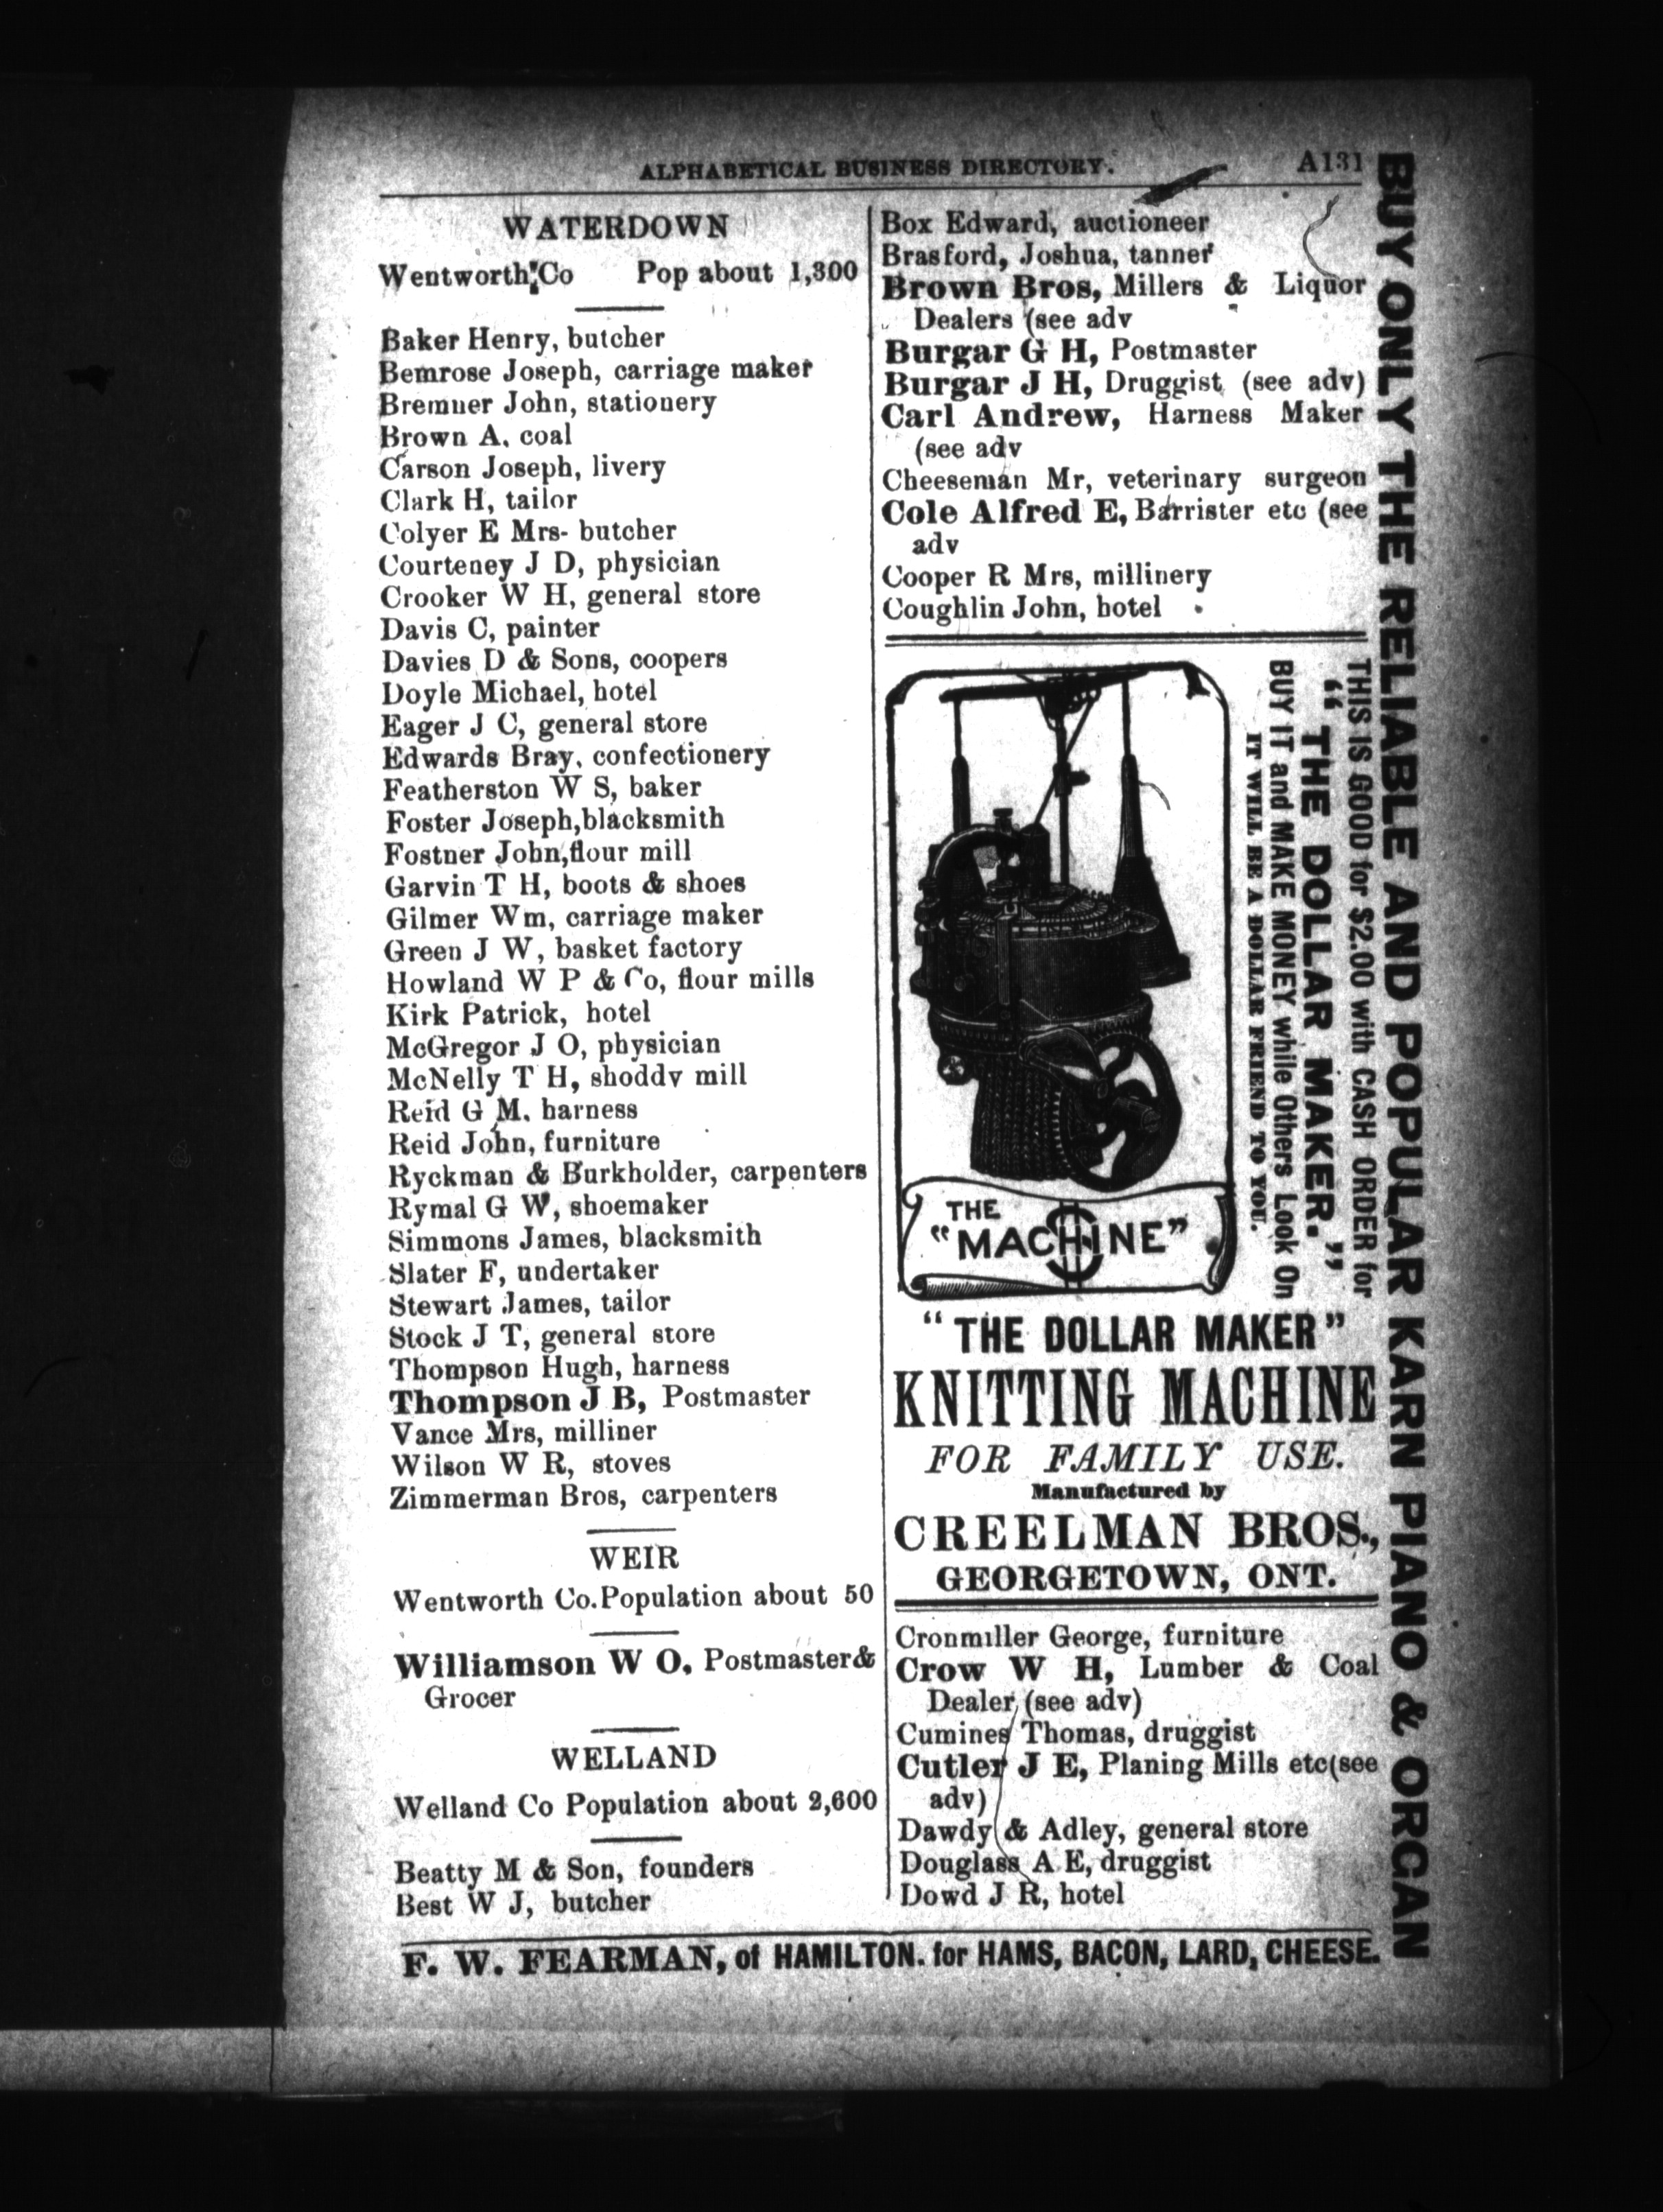 ALPHABETICAL BUSINESS DIRECTORY. A131
WATERDOWN
Wentworth Co Pop about 1,300
Baker Henry, butcher
Bemrose Joseph, carriage maker
Bremner John, stationery
Brown A, coal
Carson Joseph, livery
Clark H, tailor
Colyer E Mrs- butcher
Courteney J D, physician
Crooker W H, general store
Davis C, painter
Davies D & Sons, coopers
Doyle Michael, hotel
Eager J C, general store
Edwards Bray, confectionery
Featherston W S, baker
Foster Joseph,blacksmith
Fostner John,flour mill
Garvin T H, boots & shoes
Gilmer Wm, carriage maker
Green J W, basket factory
Howland W P & Co, flour mills
Kirk Patrick, hotel
McGregor J O, physician
McNelly T H, shoddy mill
Reid G M. harness
Reid John, furniture
Ryckman & Burkholder, carpenters
Rymal G W, shoemaker
Simmons James, blacksmith
Slater F, undertaker
Stewart James, tailor
Stock J T, general store
Thompson Hugh, harness
Thompson J B, Postmaster
Vance Mrs, milliner
Wilson W R, stoves
Zimmerman Bros, carpenters
WEIR
Wentworth Co.Population about 50
Williamson W O. Postmaster&
Grocer
WELLAND
Welland Co Population about 2,600
Beatty M & Son, founders
Best W J, butcher
Box Edward, auctioneer
Brasford, Joshua, tanner
Brown Bros, Millers & Liquor
Dealers (see adv
Burgar G H, Postmaster
Burgar J H, Druggist (see adv)
Carl Andrew, Harness Maker
(see adv
Cheeseman Mr, veterinary surgeon
Cole Alfred E, Barrister etc (see
adv
Cooper R Mrs, millinery
Coughlin John, hotel
THE
"MACHINE"
THIS IS GOOD for $2.00 with CASH ORDER for
"THE DOLLAR MAKER."
BUY IT and MAKE MONEY while Others Look On
IT WILL BE A DOLLAR FRIEND TO YOU.
"THE DOLLAR MAKER"
KNITTING MACHINE
FOR FAMILY USE.
Manufactured by
CREELMAN BROS.,
GEORGETOWN, ONT.
Cronmiller George, furniture
Crow W H, Lumber & Coal
Dealer (see adv)
Cumines Thomas, druggist
Cutler J E, Planing Mills etc(see
adv)
Dawdy & Adley, general store
Douglass A E, druggist
Dowd J R, hotel
BUY ONLY THE RELIABLE AND POPULAR KARN PIANO & ORGAN
F. W. FEARMAN, of HAMILTON. for HAMS, BACON, LARD, CHEESE.